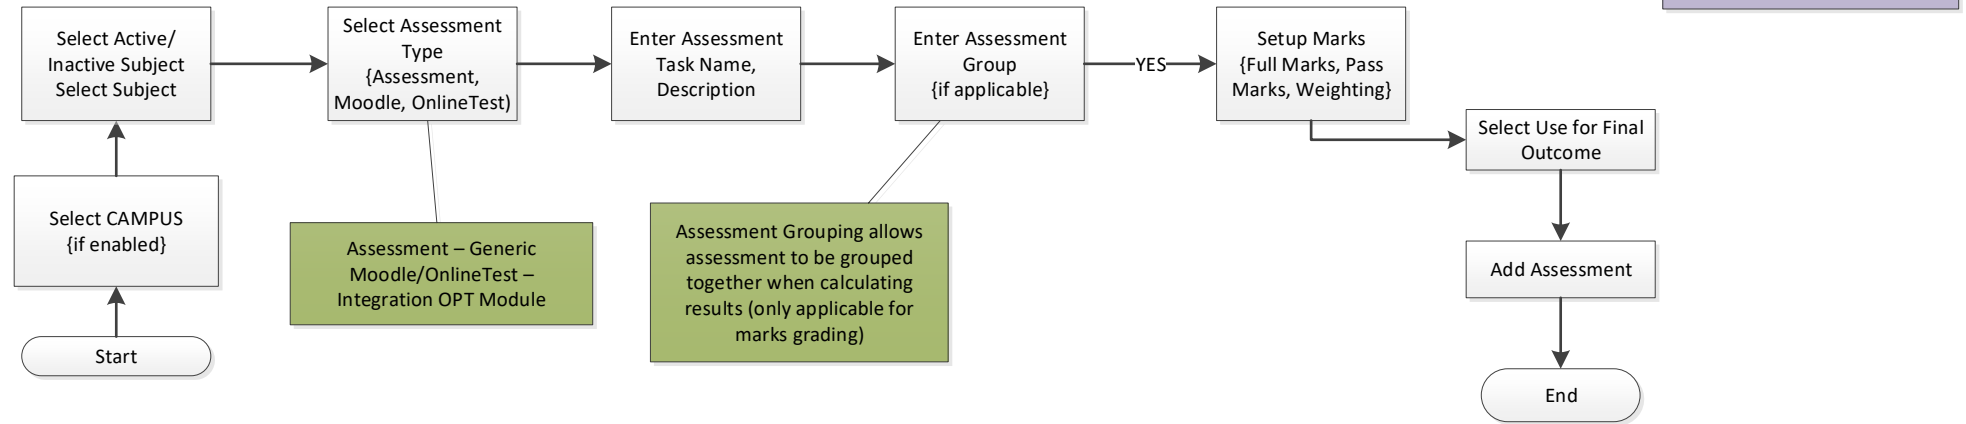 Select Active/
Inactive Subject
Select Subject
Select Assessment
Type
{Assessment,
Moodle, OnlineTest)
Enter Assessment
Task Name,
Description
Enter Assessment
Group
{if applicable}
YES
Setup Marks
{Full Marks, Pass
Marks, Weighting}
Select Use for Final
Outcome
Select CAMPUS
{if enabled}
Assessment – Generic
Moodle/OnlineTest –
Integration OPT Module
Assessment Grouping allows
assessment to be grouped
together when calculating
results (only applicable for
marks grading)
Add Assessment
Start
End